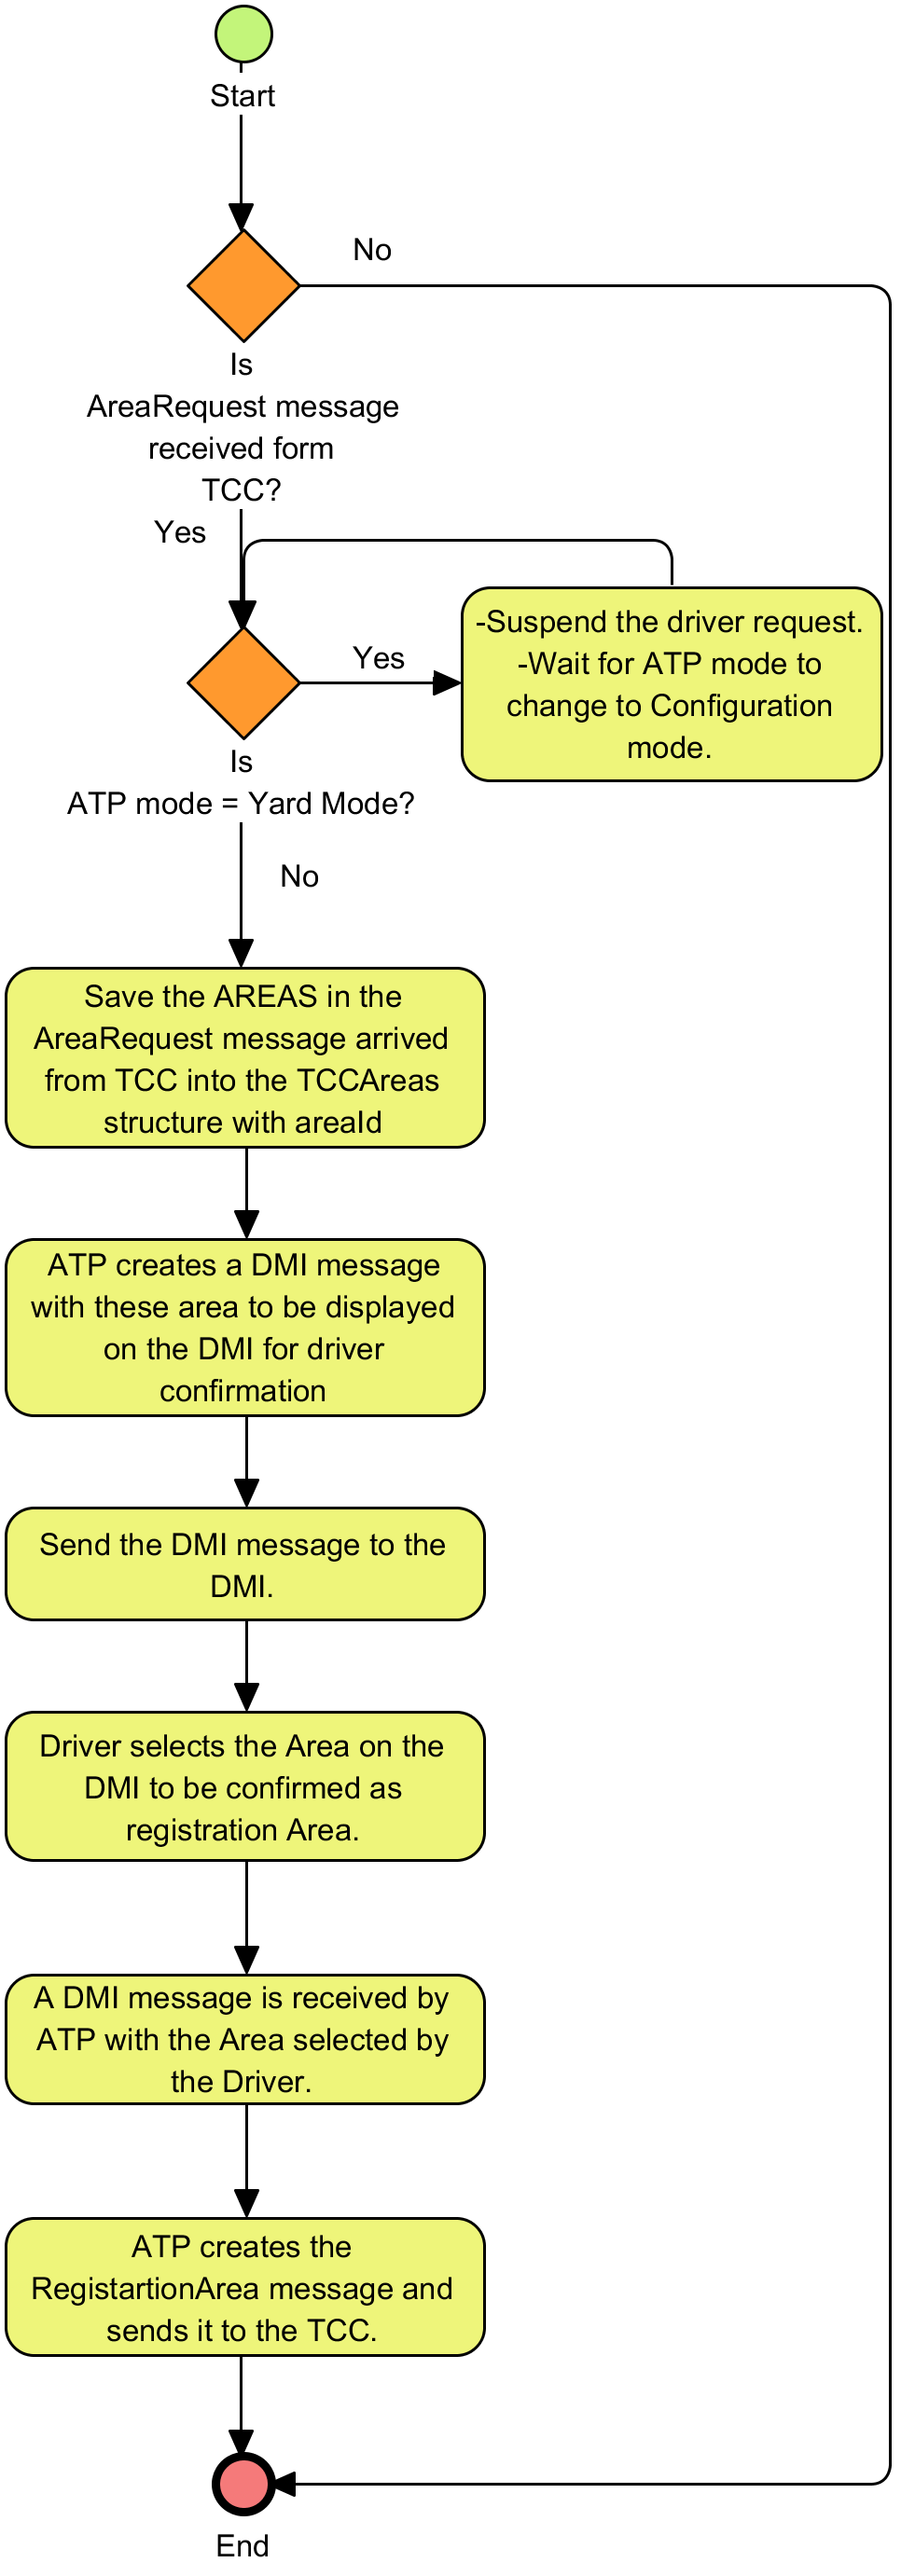 Start
No
Is
AreaRequest message
received form
TCC?
Yes
-Suspend the driver request.
-Wait for ATP mode to
change to Configuration
mode.
Yes
Is
ATP mode = Yard Mode?
No
Save the AREAS in the
AreaRequest message arrived
from TCC into the TCCAreas
structure with areaId
ATP creates a DMI message
with these area to be displayed
on the DMI for driver
confirmation
Send the DMI message to the
DMI.
Driver selects the Area on the
DMI to be confirmed as
registration Area.
A DMI message is received by
ATP with the Area selected by
the Driver.
ATP creates the
RegistartionArea message and
sends it to the TCC.
End